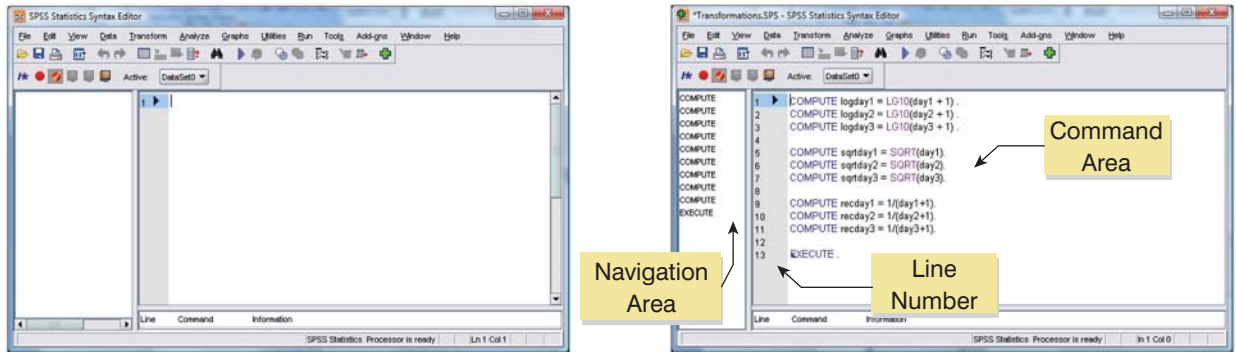 SPSS Statistics Syntax Editor
File Edit View Data Transform Analyze Graphs Utilities Run Tools Add-ons Window Help
Active: DataSet0
1
Line Command Information
SPSS Statistics Processor is ready Ln 1 Col 1
*Transformations.SPS - SPSS Statistics Syntax Editor
File Edit View Data Transform Analyze Graphs Utilities Run Tools Add-ons Window Help
Active: DataSet0
COMPUTE
COMPUTE
COMPUTE
COMPUTE
COMPUTE
COMPUTE
COMPUTE
COMPUTE
COMPUTE
EXECUTE
1 COMPUTE logday1 = LG10(day1 + 1) .
2 COMPUTE logday2 = LG10(day2 + 1) .
3 COMPUTE logday3 = LG10(day3 + 1) .
4
5 COMPUTE sqrtday1 = SQRT(day1).
6 COMPUTE sqrtday2 = SQRT(day2).
7 COMPUTE sqrtday3 = SQRT(day3).
8
9 COMPUTE recday1 = 1/(day1+1).
10 COMPUTE recday2 = 1/(day2+1).
11 COMPUTE recday3 = 1/(day3+1).
12
13 EXECUTE .
Command
Area
Navigation
Area
Line
Number
Line Command Information
SPSS Statistics Processor is ready In 1 Col 0